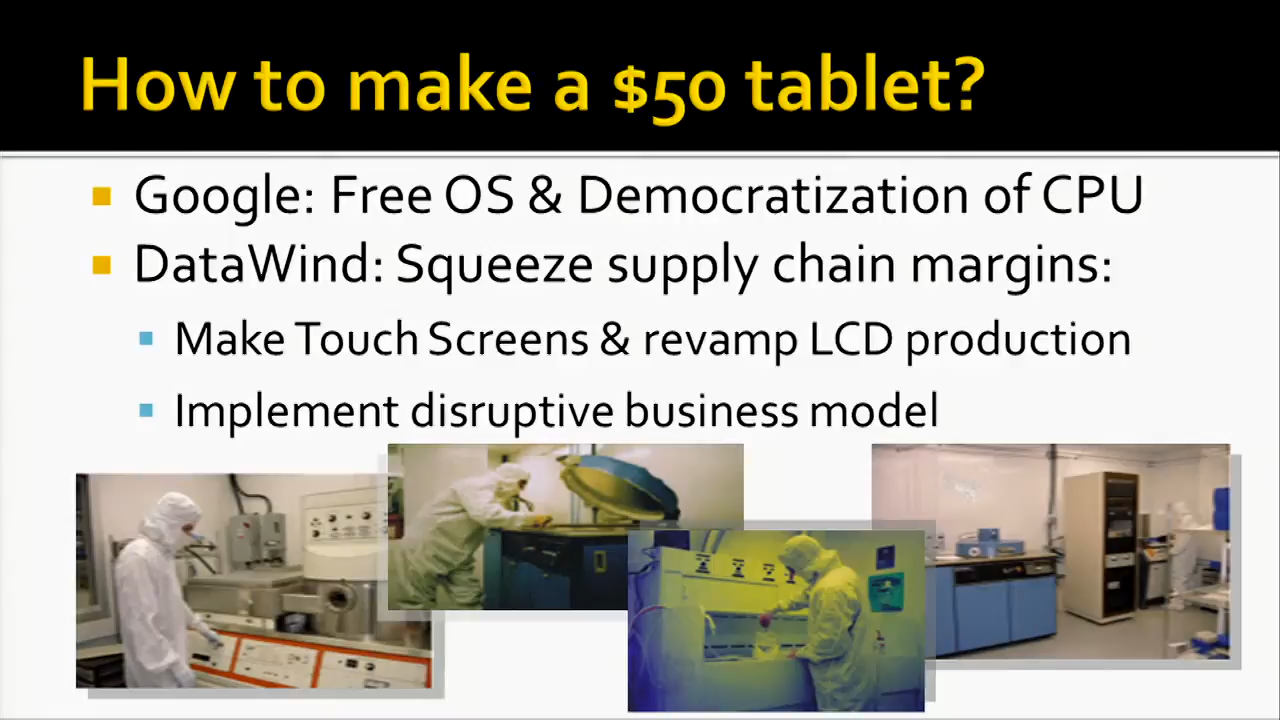 How to make a $50 tablet?
Google: Free OS & Democratization of CPU
DataWind: Squeeze supply chain margins:
Make Touch Screens & revamp LCD production
Implement disruptive business model